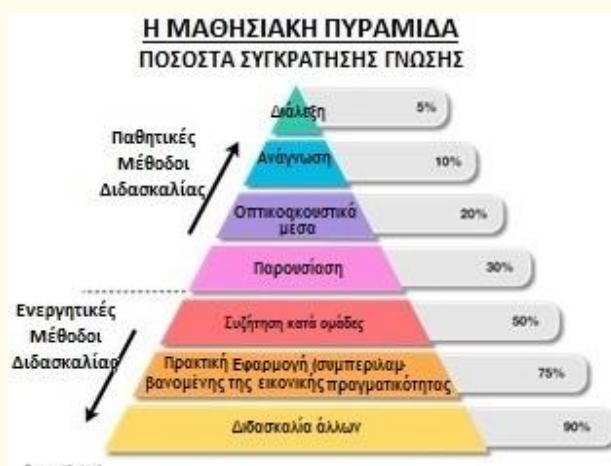 Η ΜΑΘΗΣΙΑΚΗ ΠΥΡΑΜΙΔΑ
ΠΟΣΟΣΤΑ ΣΥΓΚΡΑΤΗΣΗΣ ΓΝΩΣΗΣ
Παθητικές
Μέθοδοι
Διδασκαλίας
Διάλεξη 5%
Ανάγνωση 10%
Οπτικοακουστικά
μέσα
20%
Παρουσίαση 30%
Ενεργητικές
Μέθοδοι
Διδασκαλίας
Συζήτηση κατά ομάδες 50%
Πρακτική Εφαρμογή (συμπεριλαμ-
βανομένης της εικονικής πραγματικότητας
75%
Διδασκαλία άλλων 90%